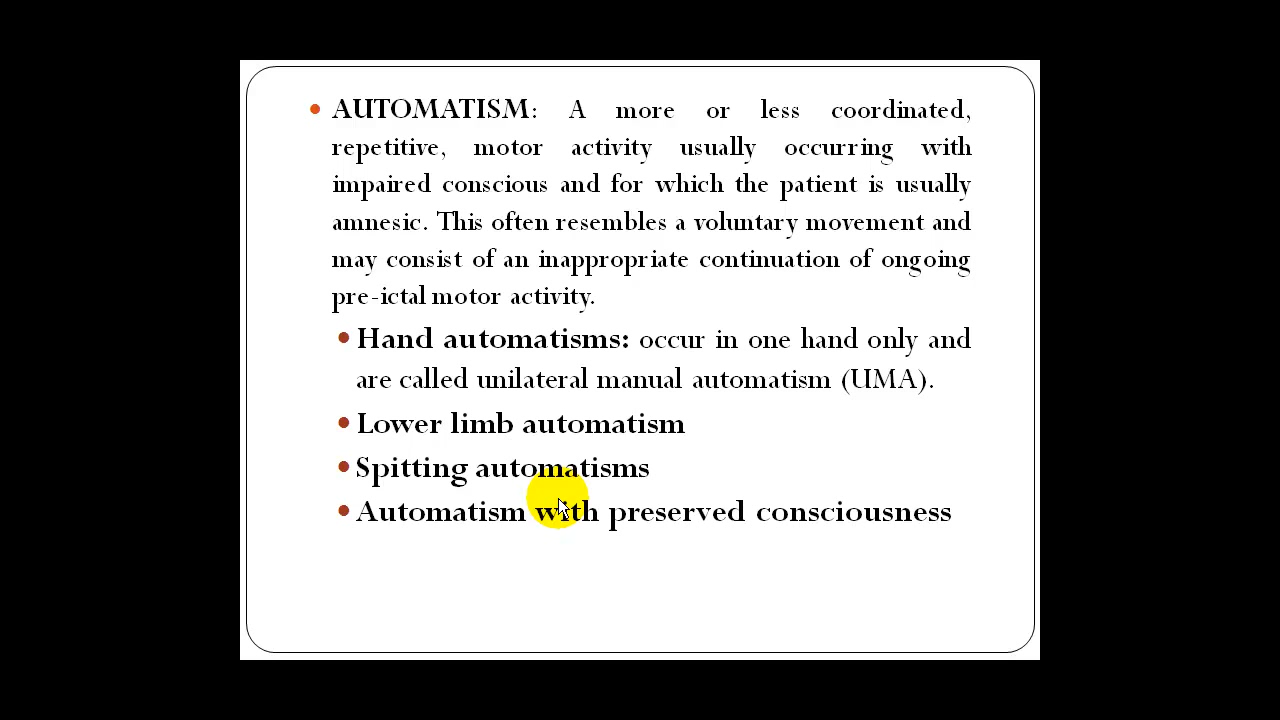 AUTOMATISM: A more or less coordinated,
repetitive, motor activity usually occurring with
impaired conscious and for which the patient is usually
amnesic. This often resembles a voluntary movement and
may consist of an inappropriate continuation of ongoing
pre-ictal motor activity.
Hand automatisms: occur in one hand only and
are called unilateral manual automatism (UMA).
Lower limb automatism
Spitting automatisms
Automatism with preserved consciousness